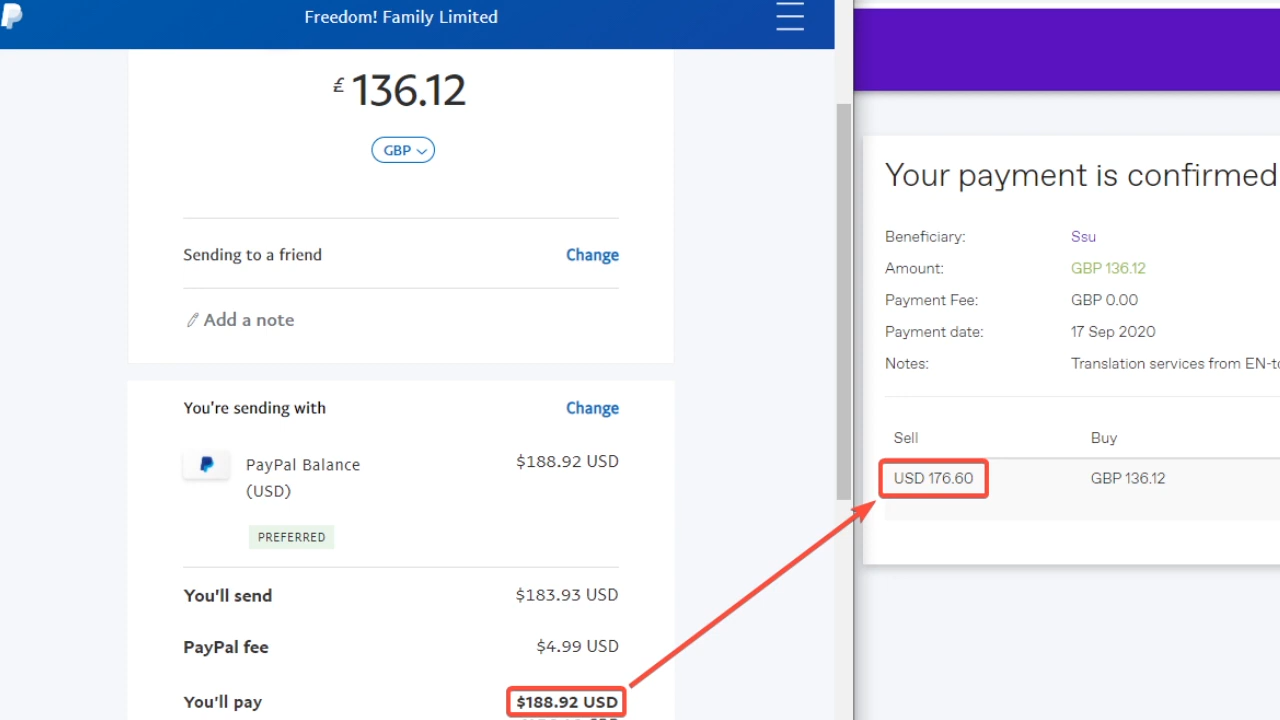 Freedom! Family Limited
£ 136.12
GBP
Sending to a friend Change
Add a note
You're sending with Change
PayPal Balance $188.92 USD
(USD)
PREFERRED
You'll send $183.93 USD
PayPal fee $4.99 USD
You'll pay $188.92 USD
Your payment is confirmed
Beneficiary: Ssu
Amount: GBP 136.12
Payment Fee: GBP 0.00
Payment date: 17 Sep 2020
Notes: Translation services from EN-to
Sell Buy
USD 176.60 GBP 136.12